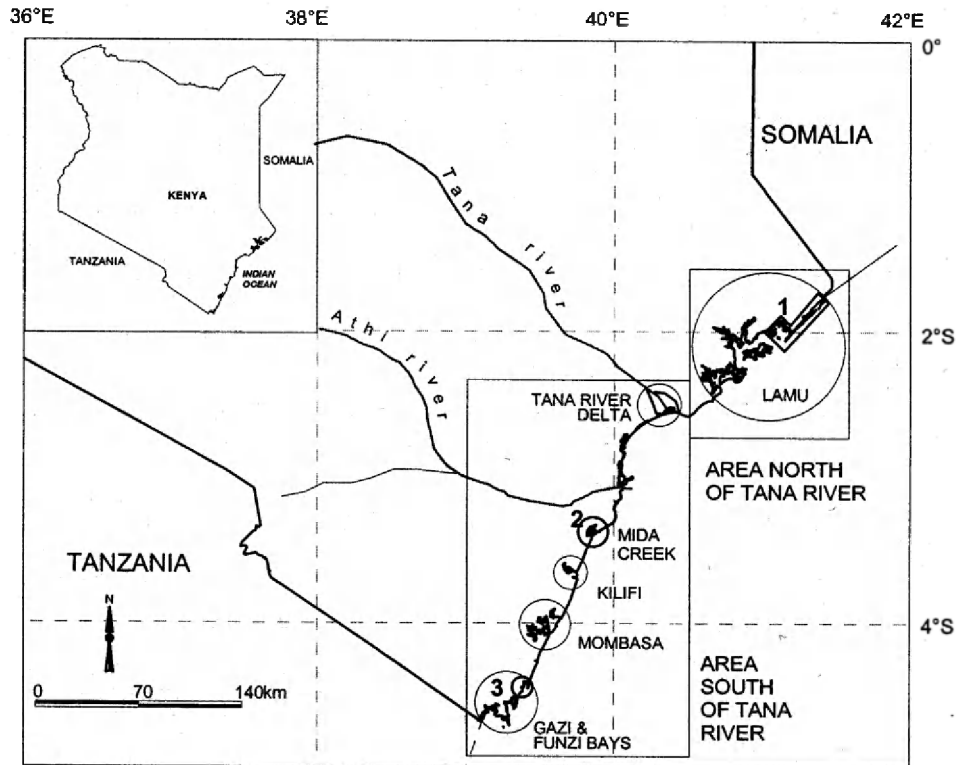 36°E
38°E
40°E
42°E
0°
SOMALIA
KENYA
TANZANIA
INDIAN
OCEAN
SOMALIA
Tana river
Athi river
1
2°S
LAMU
TANA RIVER
DELTA
AREA NORTH
OF TANA RIVER
2
MIDA
CREEK
TANZANIA
KILIFI
N
4°S
MOMBASA
AREA
SOUTH
OF TANA
RIVER
0 70 140km
3
GAZI &
FUNZI BAYS